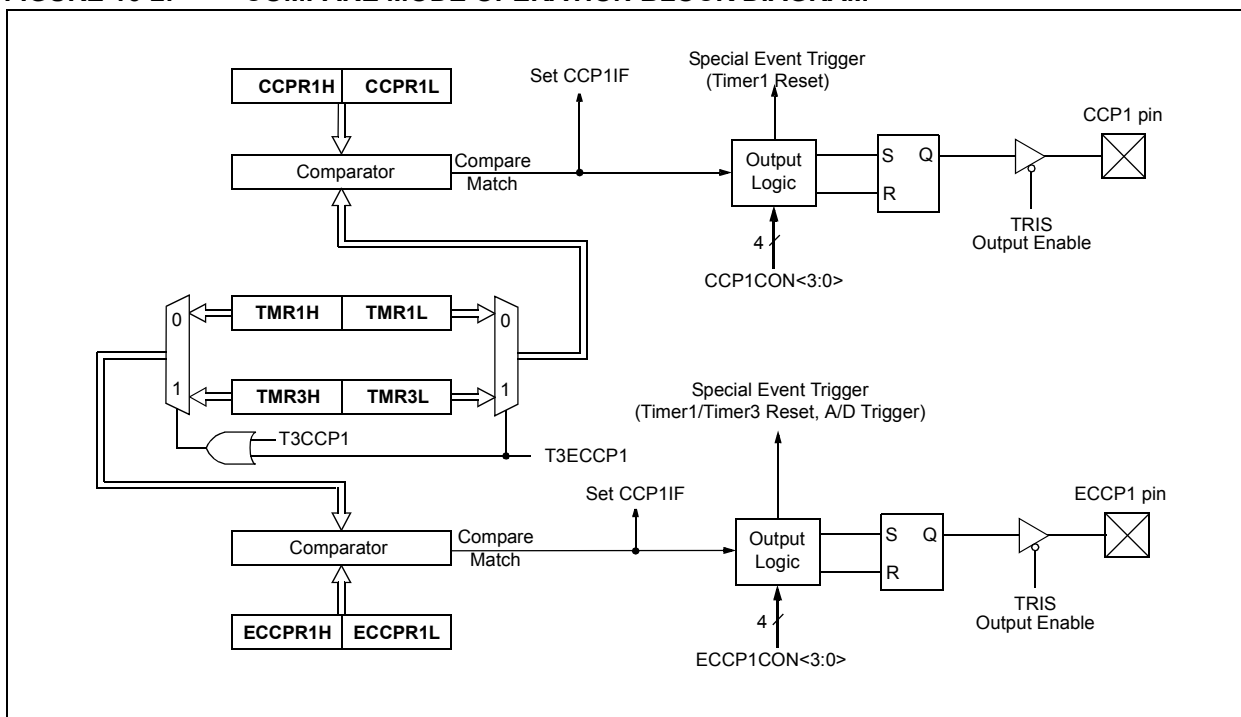 FIGURE COMPARE MODE OPERATION BLOCK DIAGRAM
CCPR1H CCPR1L
Set CCP1IF
Special Event Trigger
(Timer1 Reset)
CCP1 pin
Comparator
Compare
Match
Output
Logic
S Q
R
TRIS
Output Enable
4
CCP1CON<3:0>
0 TMR1H TMR1L 0
1 TMR3H TMR3L 1
T3CCP1
T3ECCP1
Special Event Trigger
(Timer1/Timer3 Reset, A/D Trigger)
Set CCP1IF
ECCP1 pin
Comparator
Compare
Match
Output
Logic
S Q
R
TRIS
Output Enable
4
ECCP1CON<3:0>
ECCPR1H ECCPR1L